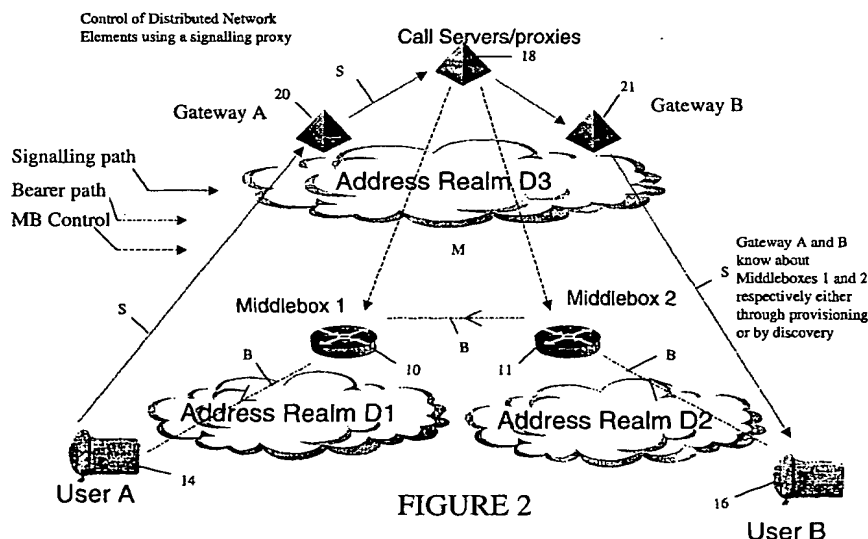 Control of Distributed Network
Elements using a signalling proxy
Call Servers/proxies
18
S
20
21
Gateway A
Gateway B
Signalling path
Address Realm D3
Bearer path
MB Control
M
Gateway A and B
know about
S
Middleboxes 1 and 2
respectively either
through provisioning
or by discovery
Middlebox 1
Middlebox 2
S
B
B
B
10
11
Address Realm D1
Address Realm D2
14
16
User A
FIGURE 2
User B